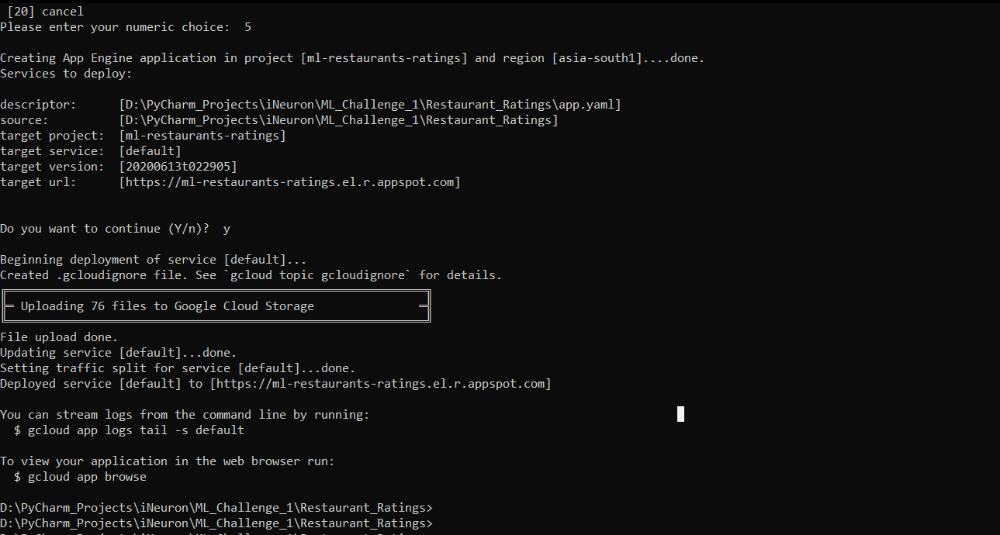 [20] cancel
Please enter your numeric choice:  5
Creating App Engine application in project [ml-restaurants-ratings] and region [asia-south1]....done.
Services to deploy:
descriptor:      [D:\PyCharm_Projects\iNeuron\ML_Challenge_1\Restaurant_Ratings\app.yaml]
source:          [D:\PyCharm_Projects\iNeuron\ML_Challenge_1\Restaurant_Ratings]
target project:  [ml-restaurants-ratings]
target service:  [default]
target version:  [20200613t022905]
target url:      [https://ml-restaurants-ratings.el.r.appspot.com]
Do you want to continue (Y/n)?  y
Beginning deployment of service [default]...
Created .gcloudignore file. See `gcloud topic gcloudignore` for details.
Uploading 76 files to Google Cloud Storage
File upload done.
Updating service [default]...done.
Setting traffic split for service [default]...done.
Deployed service [default] to [https://ml-restaurants-ratings.el.r.appspot.com]
You can stream logs from the command line by running:
  $ gcloud app logs tail -s default
To view your application in the web browser run:
  $ gcloud app browse
D:\PyCharm_Projects\iNeuron\ML_Challenge_1\Restaurant_Ratings>
D:\PyCharm_Projects\iNeuron\ML_Challenge_1\Restaurant_Ratings>